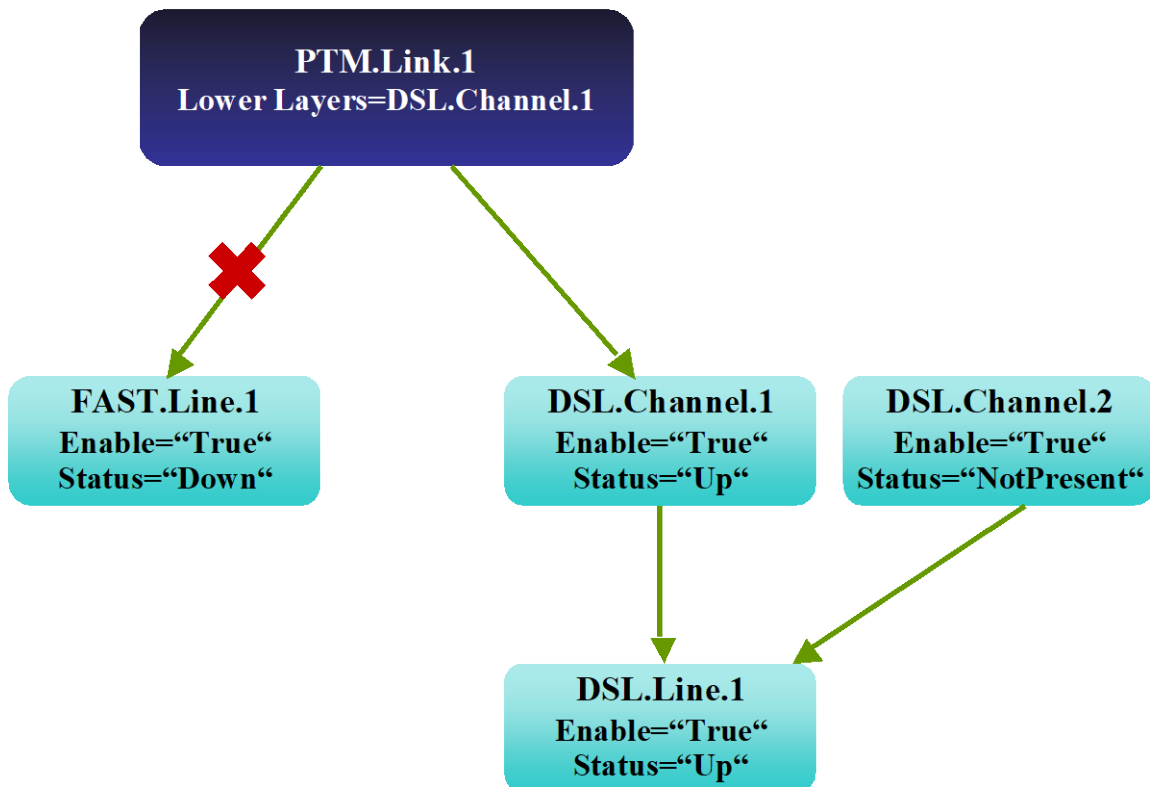 PTM.Link.1
Lower Layers=DSL.Channel.1
FAST.Line.1
Enable=“True“
Status=“Down“
DSL.Channel.1
Enable=“True“
Status=“Up“
DSL.Channel.2
Enable=“True“
Status=“NotPresent“
DSL.Line.1
Enable=“True“
Status=“Up“